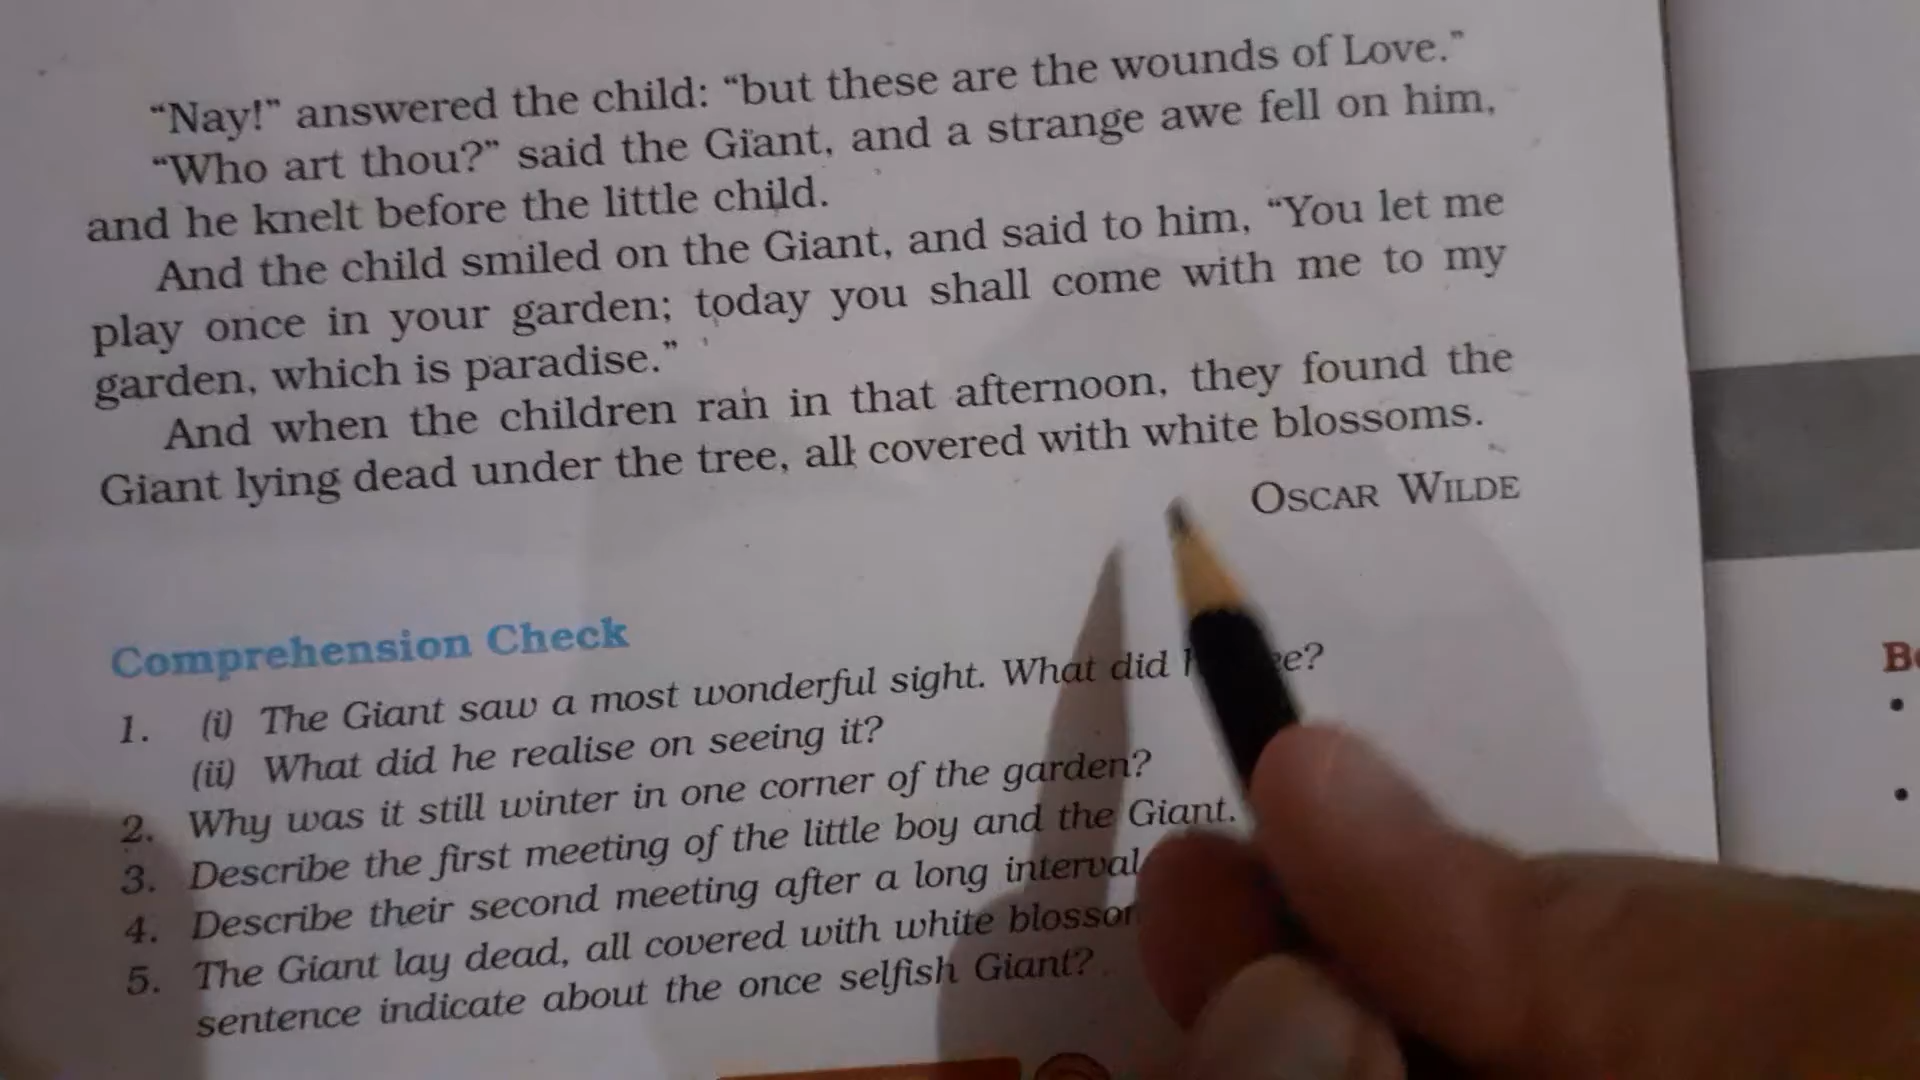 “Nay!” answered the child: “but these are the wounds of Love.”
“Who art thou?” said the Giant, and a strange awe fell on him,
and he knelt before the little child.
And the child smiled on the Giant, and said to him, “You let me
play once in your garden; today you shall come with me to my
garden, which is paradise.”
And when the children ran in that afternoon, they found the
Giant lying dead under the tree, all covered with white blossoms.
OSCAR WILDE
Comprehension Check
1. (i) The Giant saw a most wonderful sight. What did
(ii) What did he realise on seeing it?
2. Why was it still winter in one corner of the garden?
3. Describe the first meeting of the little boy and the Giant.
4. Describe their second meeting after a long interval
5. The Giant lay dead, all covered with white
sentence indicate about the once selfish Giant?